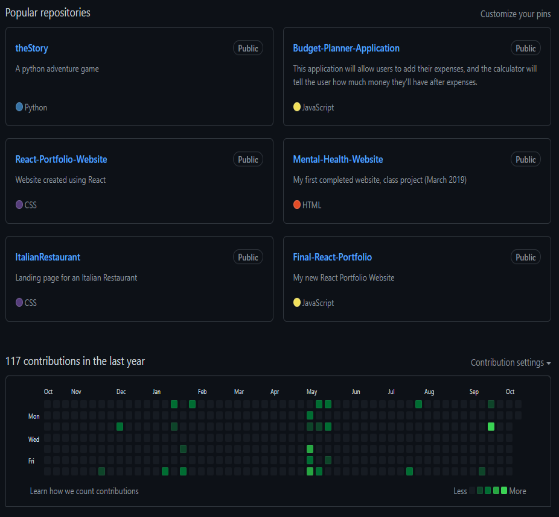 Popular repositories
Customize your pins
theStory
Public
A python adventure game
Python
Budget-Planner-Application
Public
This application will allow users to add their expenses, and the calculator will
tell the user how much money they'll have after expenses.
JavaScript
React-Portfolio-Website
Public
Website created using React
CSS
Mental-Health-Website
Public
My first completed website, class project (March 2019)
HTML
ItalianRestaurant
Public
Landing page for an Italian Restaurant
CSS
Final-React-Portfolio
Public
My new React Portfolio Website
JavaScript
117 contributions in the last year
Contribution settings
Oct Nov Dec Jan Feb Mar Apr May Jun Jul Aug Sep Oct
Mon
Wed
Fri
Learn how we count contributions
Less More